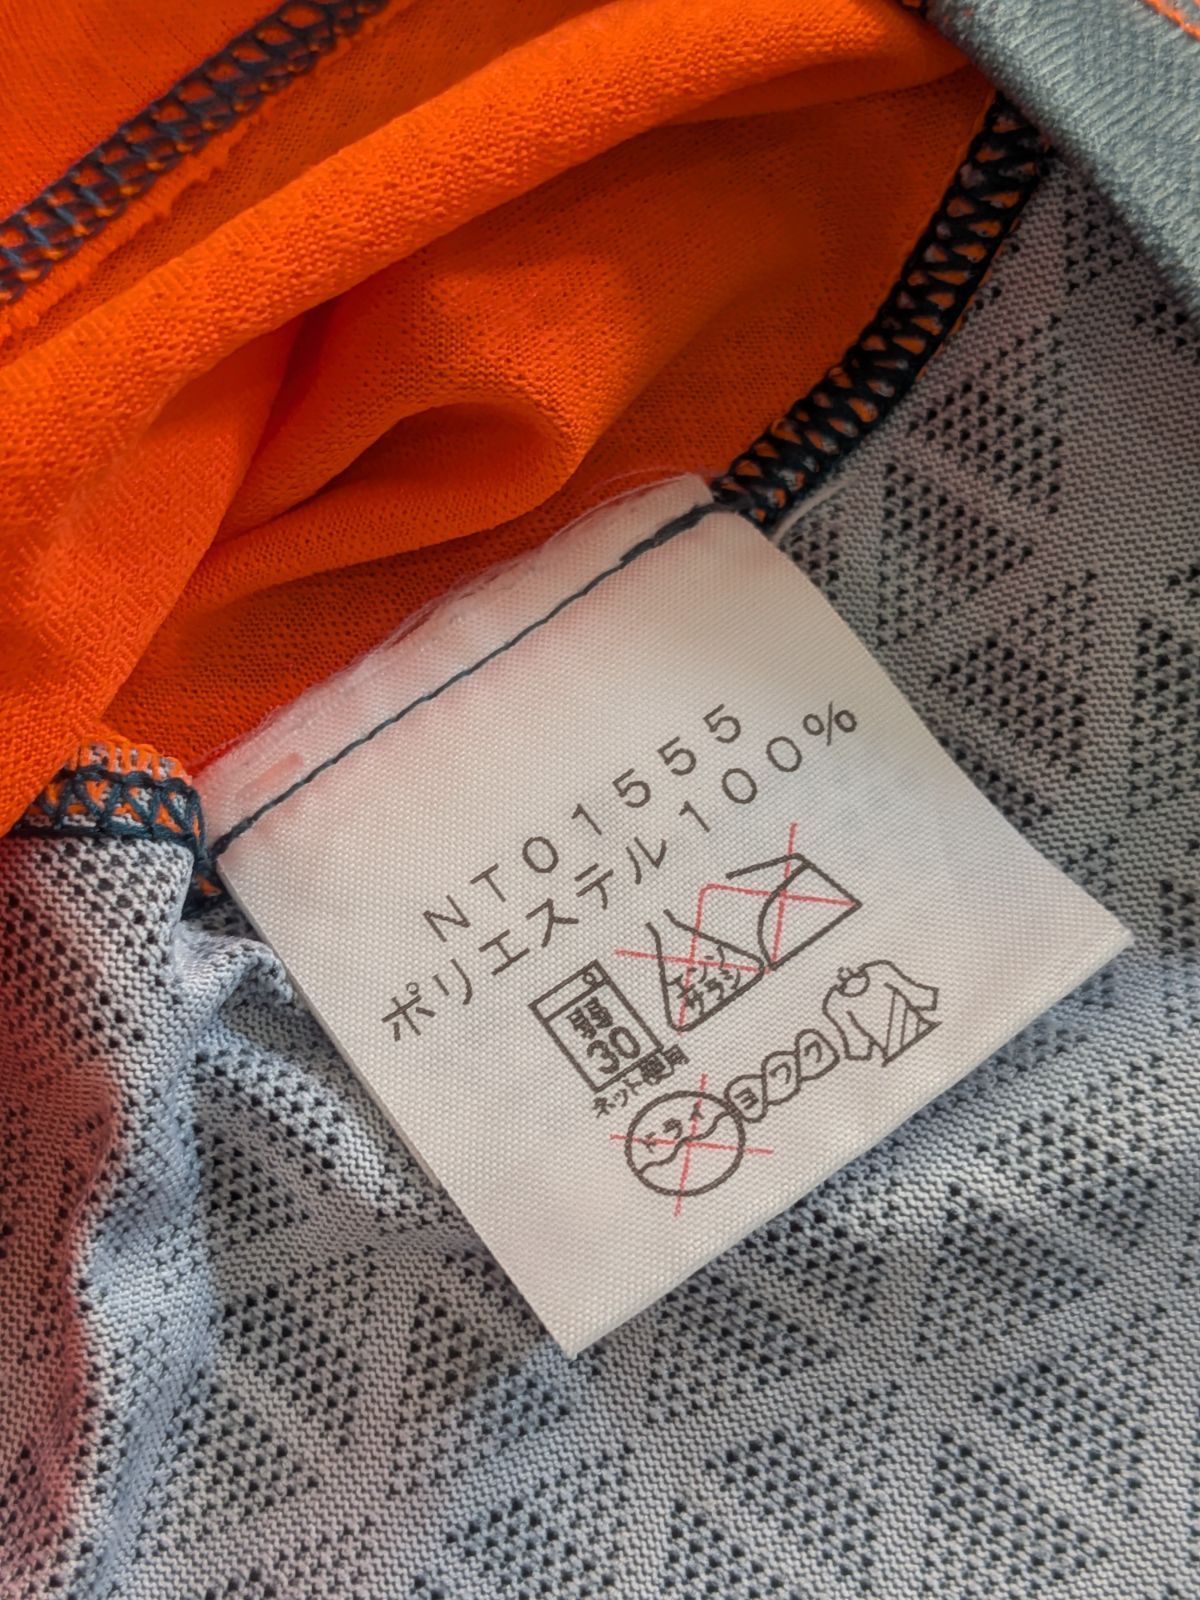 NT01555
ポリエステル100%
弱
30
ネット使用
エンソ
サラシ
ドライ
ヨワク